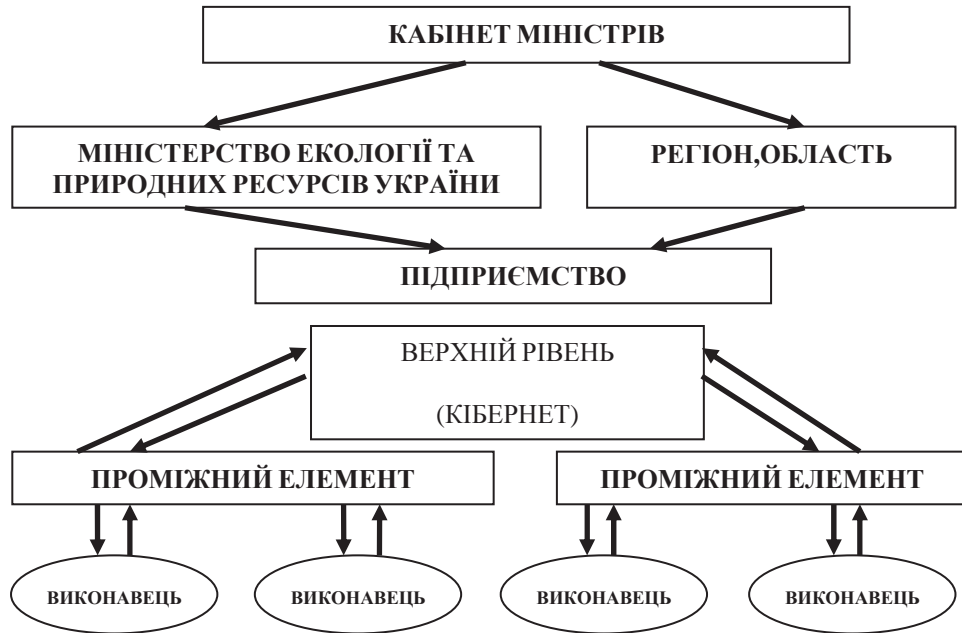 КАБІНЕТ МІНІСТРІВ
МІНІСТЕРСТВО ЕКОЛОГІЇ ТА
ПРИРОДНИХ РЕСУРСІВ УКРАЇНИ
РЕГІОН,ОБЛАСТЬ
ПІДПРИЄМСТВО
ВЕРХНІЙ РІВЕНЬ
(КІБЕРНЕТ)
ПРОМІЖНИЙ ЕЛЕМЕНТ
ПРОМІЖНИЙ ЕЛЕМЕНТ
ВИКОНАВЕЦЬ
ВИКОНАВЕЦЬ
ВИКОНАВЕЦЬ
ВИКОНАВЕЦЬ